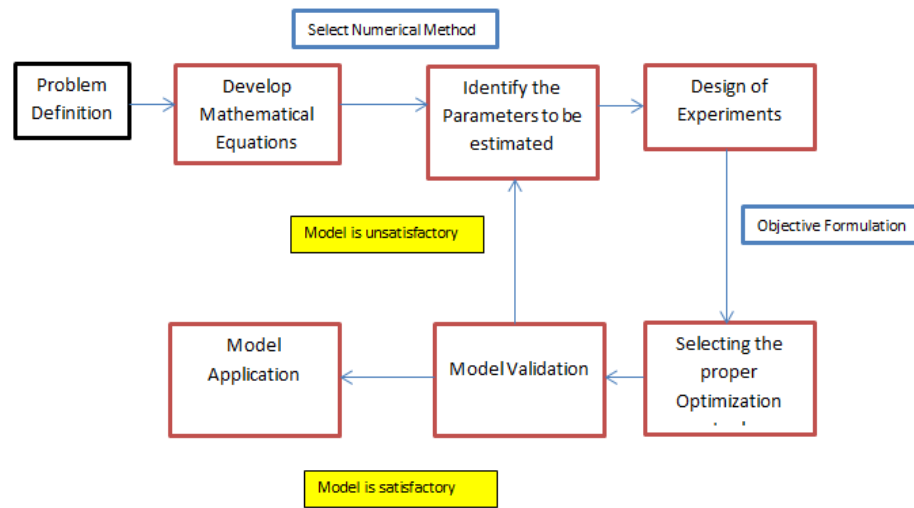 Select Numerical Method
Problem
Definition
Develop
Mathematical
Equations
Identify the
Parameters to be
estimated
Design of
Experiments
Model is unsatisfactory
Objective Formulation
Model
Application
Model Validation
Selecting the
proper
Optimization
Model is satisfactory